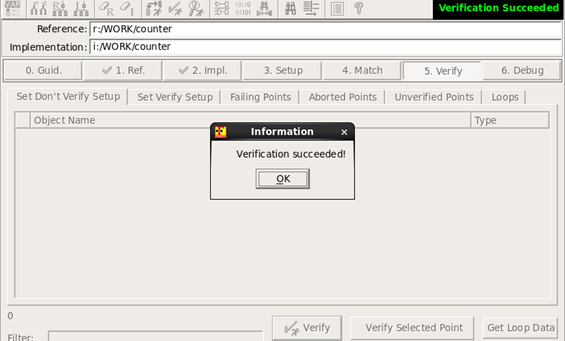 Verification Succeeded
Reference: r:/WORK/counter
Implementation: i:/WORK/counter
0. Guid. 1. Ref. 2. Impl. 3. Setup 4. Match 5. Verify 6. Debug
Set Don't Verify Setup Set Verify Setup Failing Points Aborted Points Unverified Points Loops
Object Name Type
Information
Verification succeeded!
OK
0
Verify Verify Selected Point Get Loop Data
Filter: